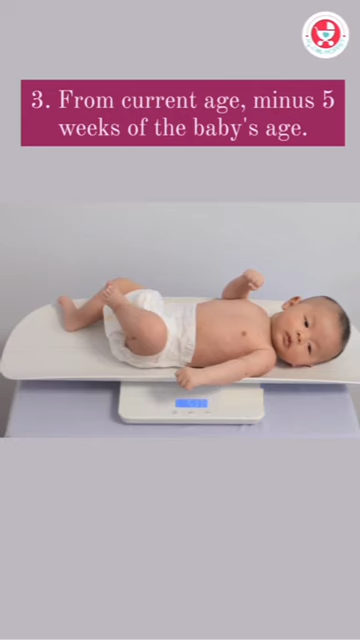 3. From current age, minus 5
weeks of the baby's age.